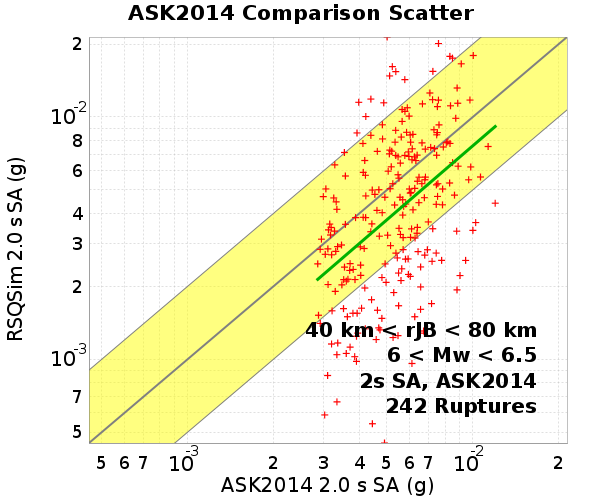 ASK2014 Comparison Scatter
2
10-2
8
6
4
3
2
10-3
7
5
RSQSim 2.0 s SA (g)
40 km < rJB < 80 km
6 < Mw < 6.5
2s SA, ASK2014
242 Ruptures
5 6 7 10-3 2 3 4 5 6 7 10-2 2
ASK2014 2.0 s SA (g)